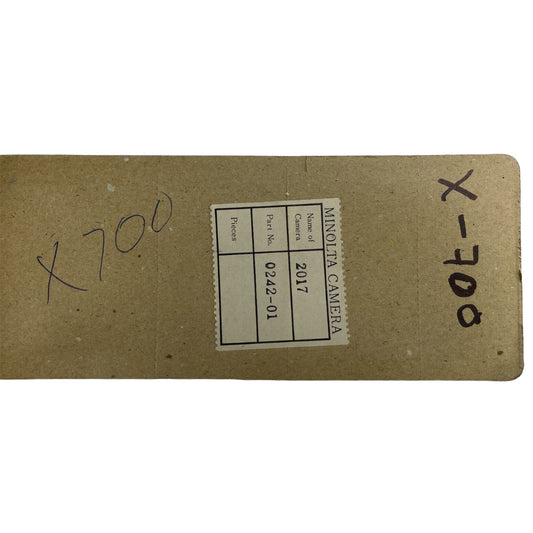 X700
MINOLTA CAMERA
Name of Camera 2017
Part No. 0242-01
Pieces
X-700